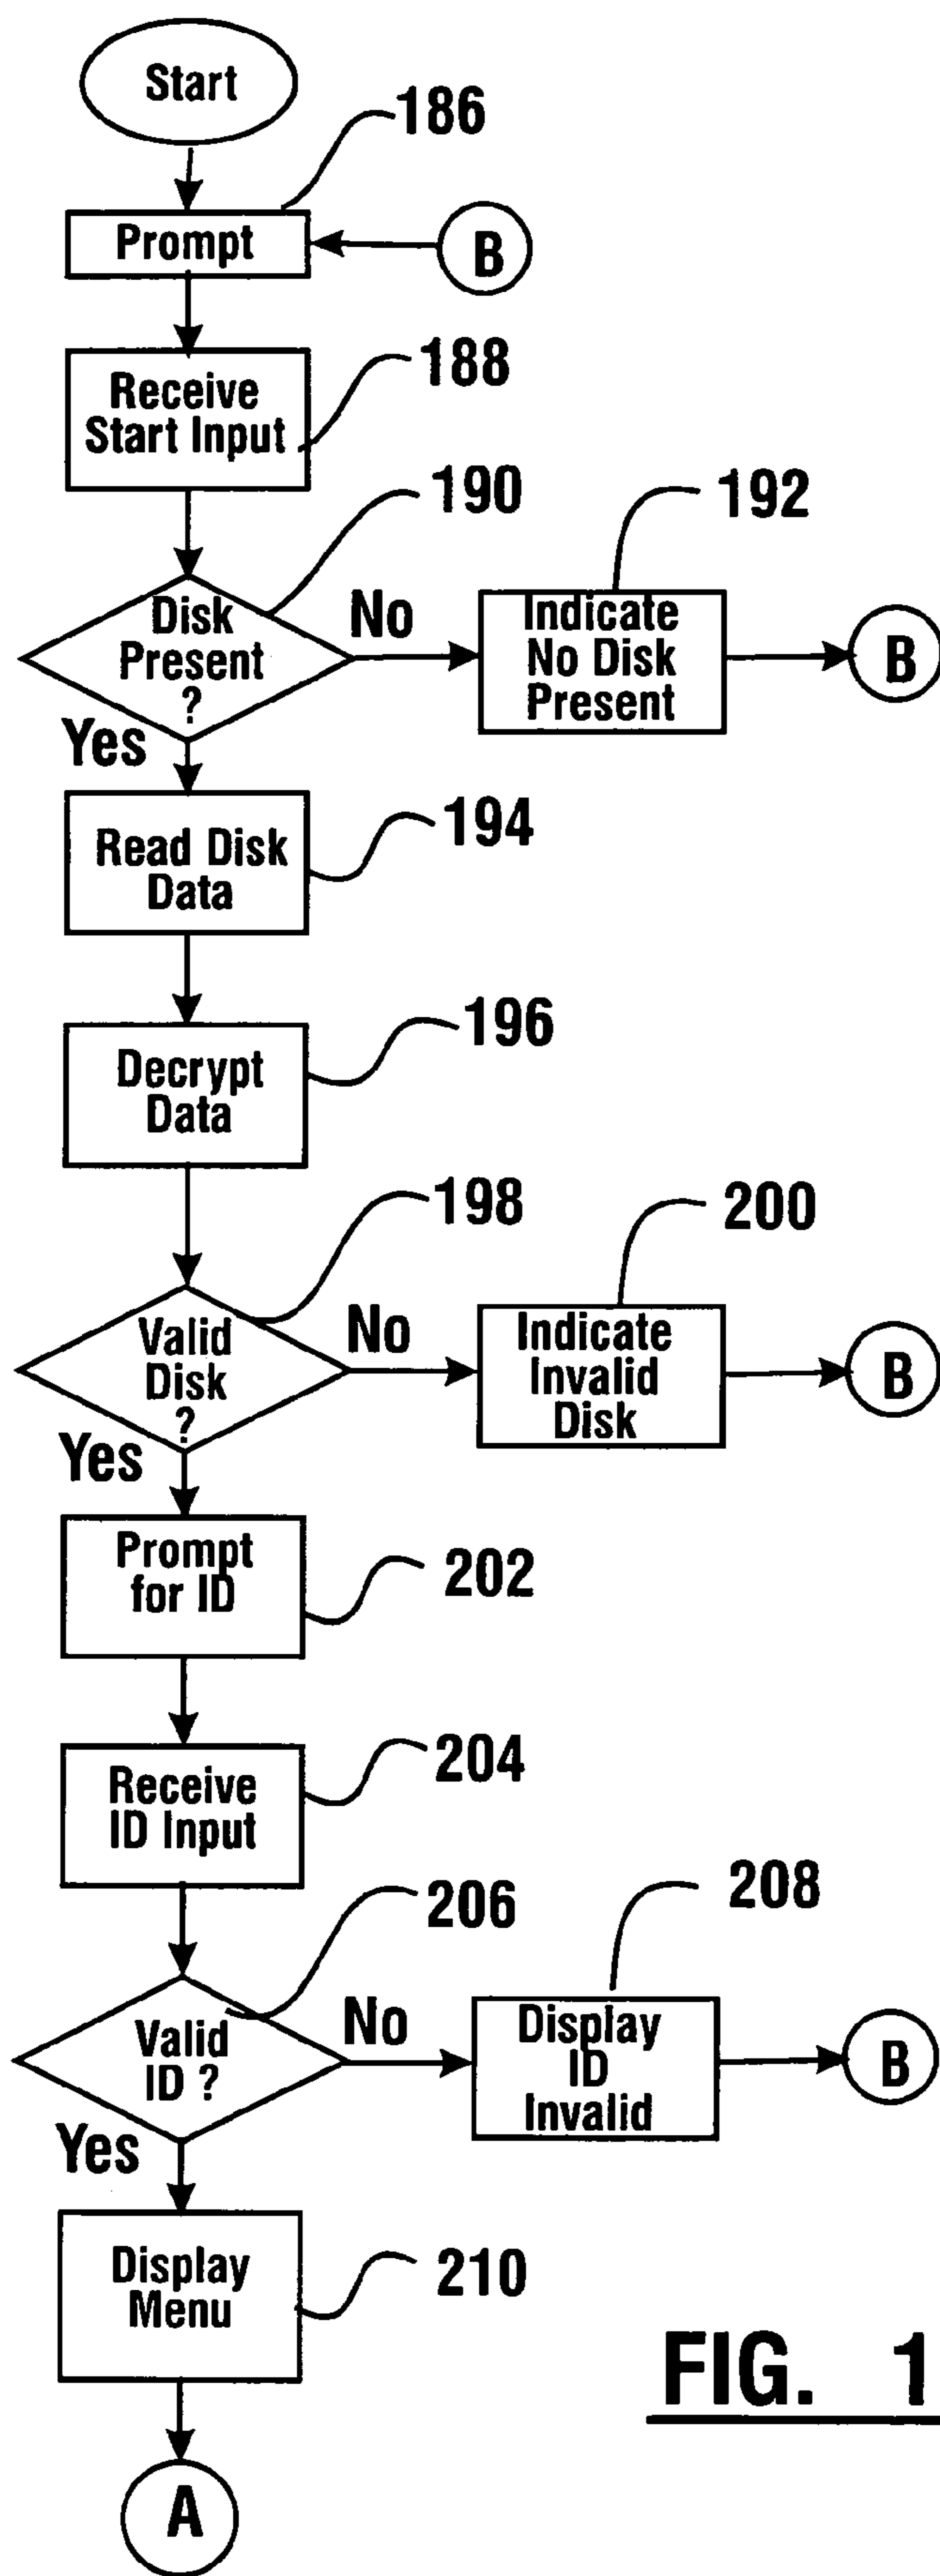 Start
186
Prompt
B
188
Receive
Start Input
190
192
Disk
Present
?
No
Indicate
No Disk
Present
B
Yes
194
Read Disk
Data
196
Decrypt
Data
198
200
Valid
Disk
?
No
Indicate
Invalid
Disk
B
Yes
Prompt
for ID
202
204
Receive
ID Input
206
208
Valid
ID ?
No
Display
ID
Invalid
B
Yes
Display
Menu
210
FIG. 1
A